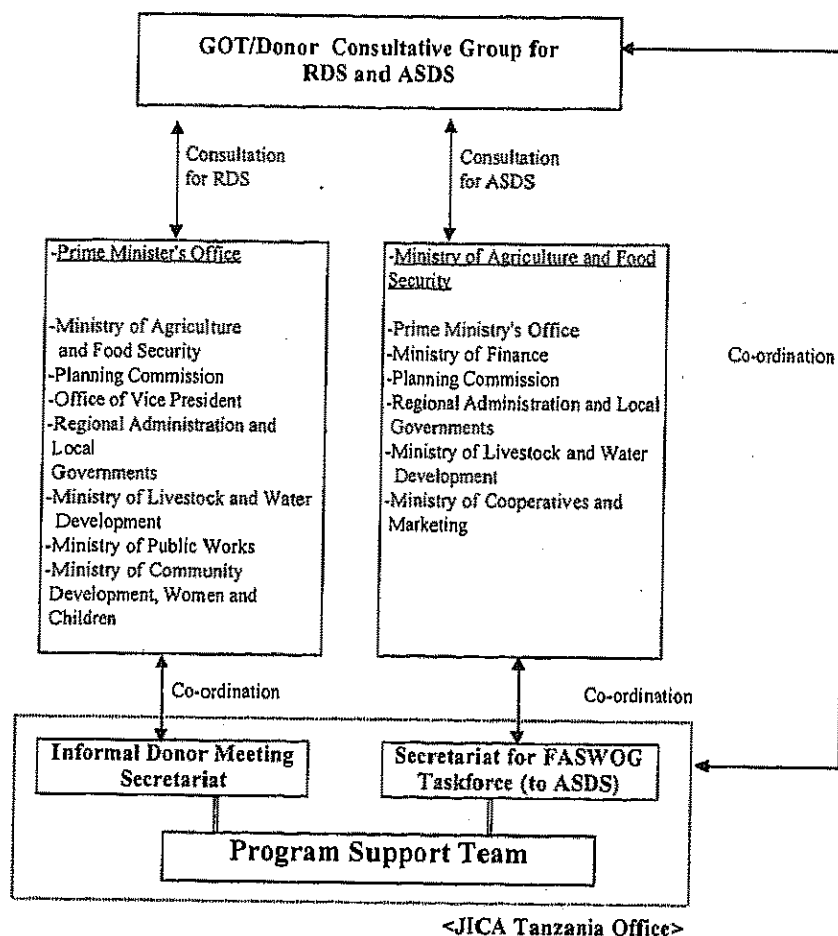 GOT/Donor Consultative Group for
RDS and ASDS
Consultation
for RDS
Consultation
for ASDS
-Prime Minister's Office
-Ministry of Agriculture
and Food Security
-Planning Commission
-Office of Vice President
-Regional Administration and
Local
Governments
-Ministry of Livestock and Water
Development
-Ministry of Public Works
-Ministry of Community
Development, Women and
Children
-Ministry of Agriculture and Food
Security
-Prime Ministry's Office
-Ministry of Finance
-Planning Commission
-Regional Administration and Local
Governments
-Ministry of Livestock and Water
Development
-Ministry of Cooperatives and
Marketing
Co-ordination
Co-ordination
Co-ordination
Informal Donor Meeting
Secretariat
Secretariat for FASWOG
Taskforce (to ASDS)
Program Support Team
<JICA Tanzania Office>